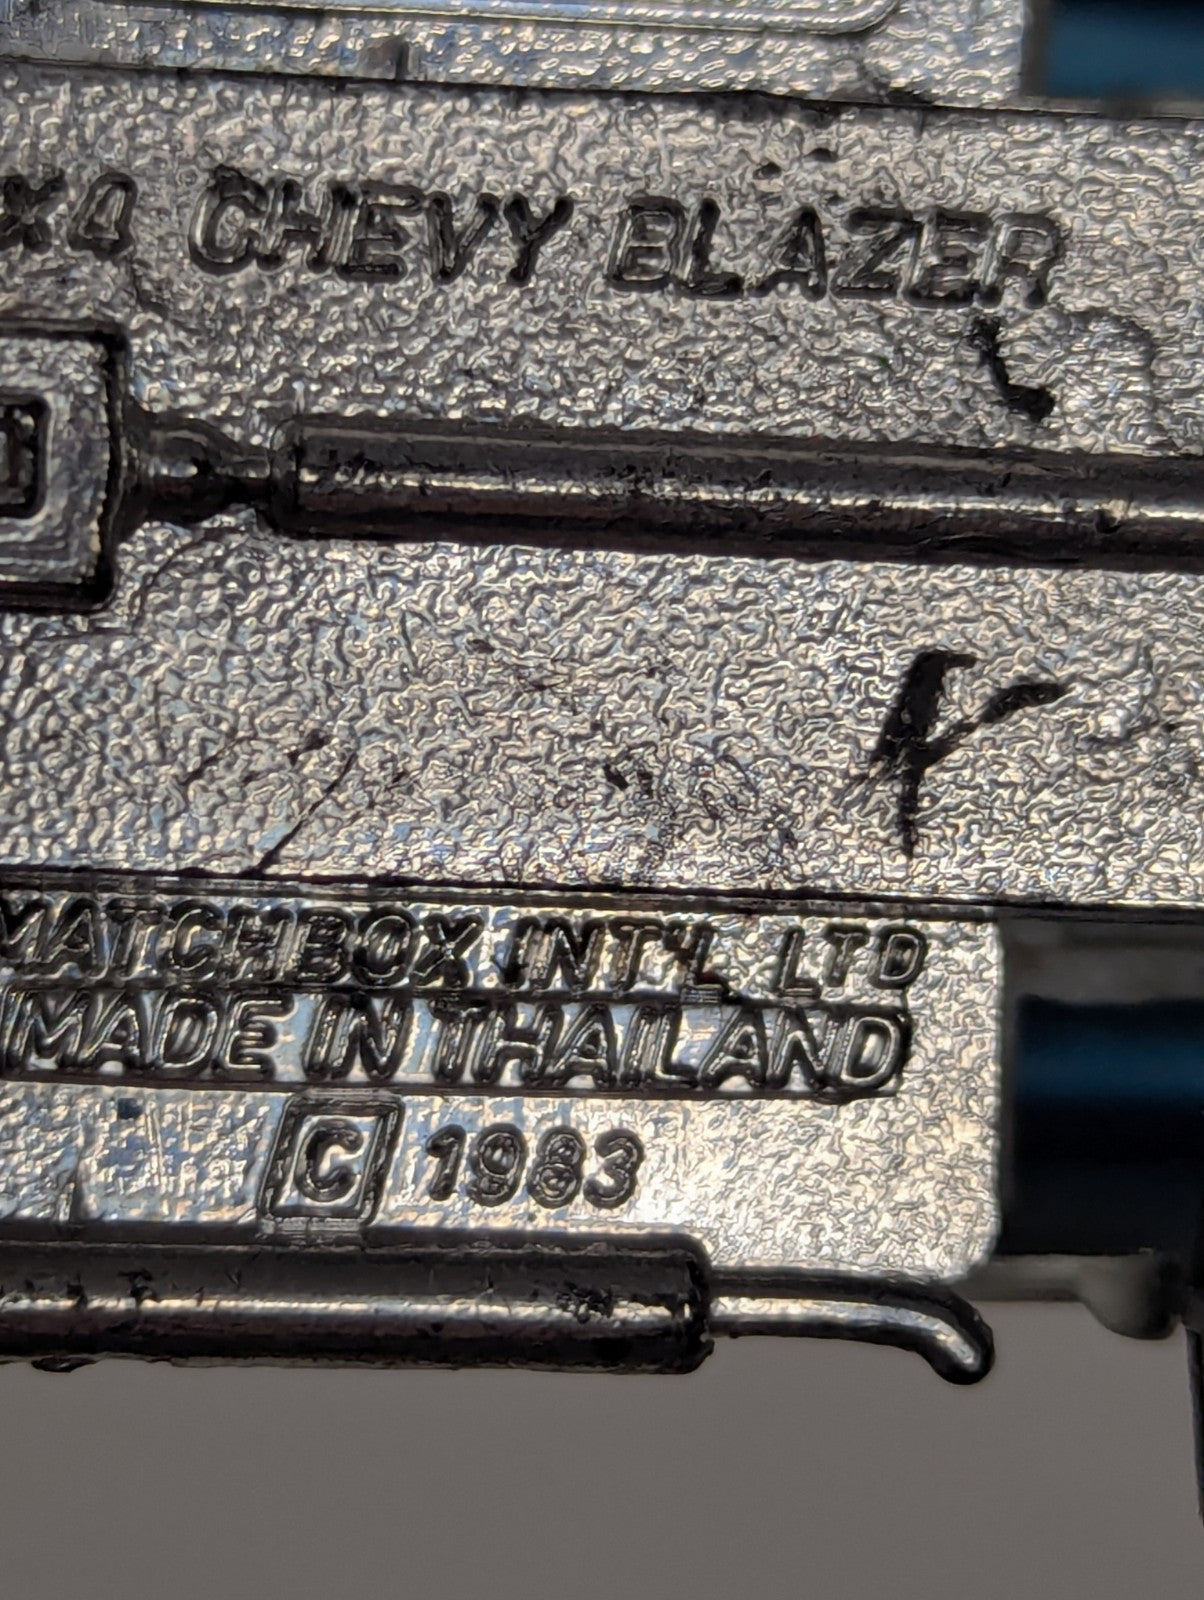 X4 CHEVY BLAZER
MATCHBOX INT'L LTD
MADE IN THAILAND
C 1983